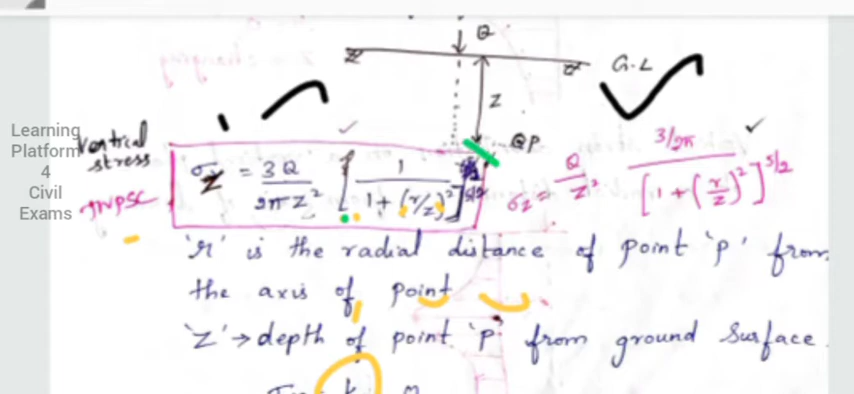 Q
G.L
Z
@P
Learning
Platform
4
Civil
Exams
Vertical
stress
σz = 3Q / 2πz² [ 1 / 1+(r/z)² ]^5/2
σz = Q/z² (3/2π) / [1+(r/z)²]^5/2
'r' is the radial distance of point 'p' from
the axis of point
'Z' → depth of point 'p' from ground surface.